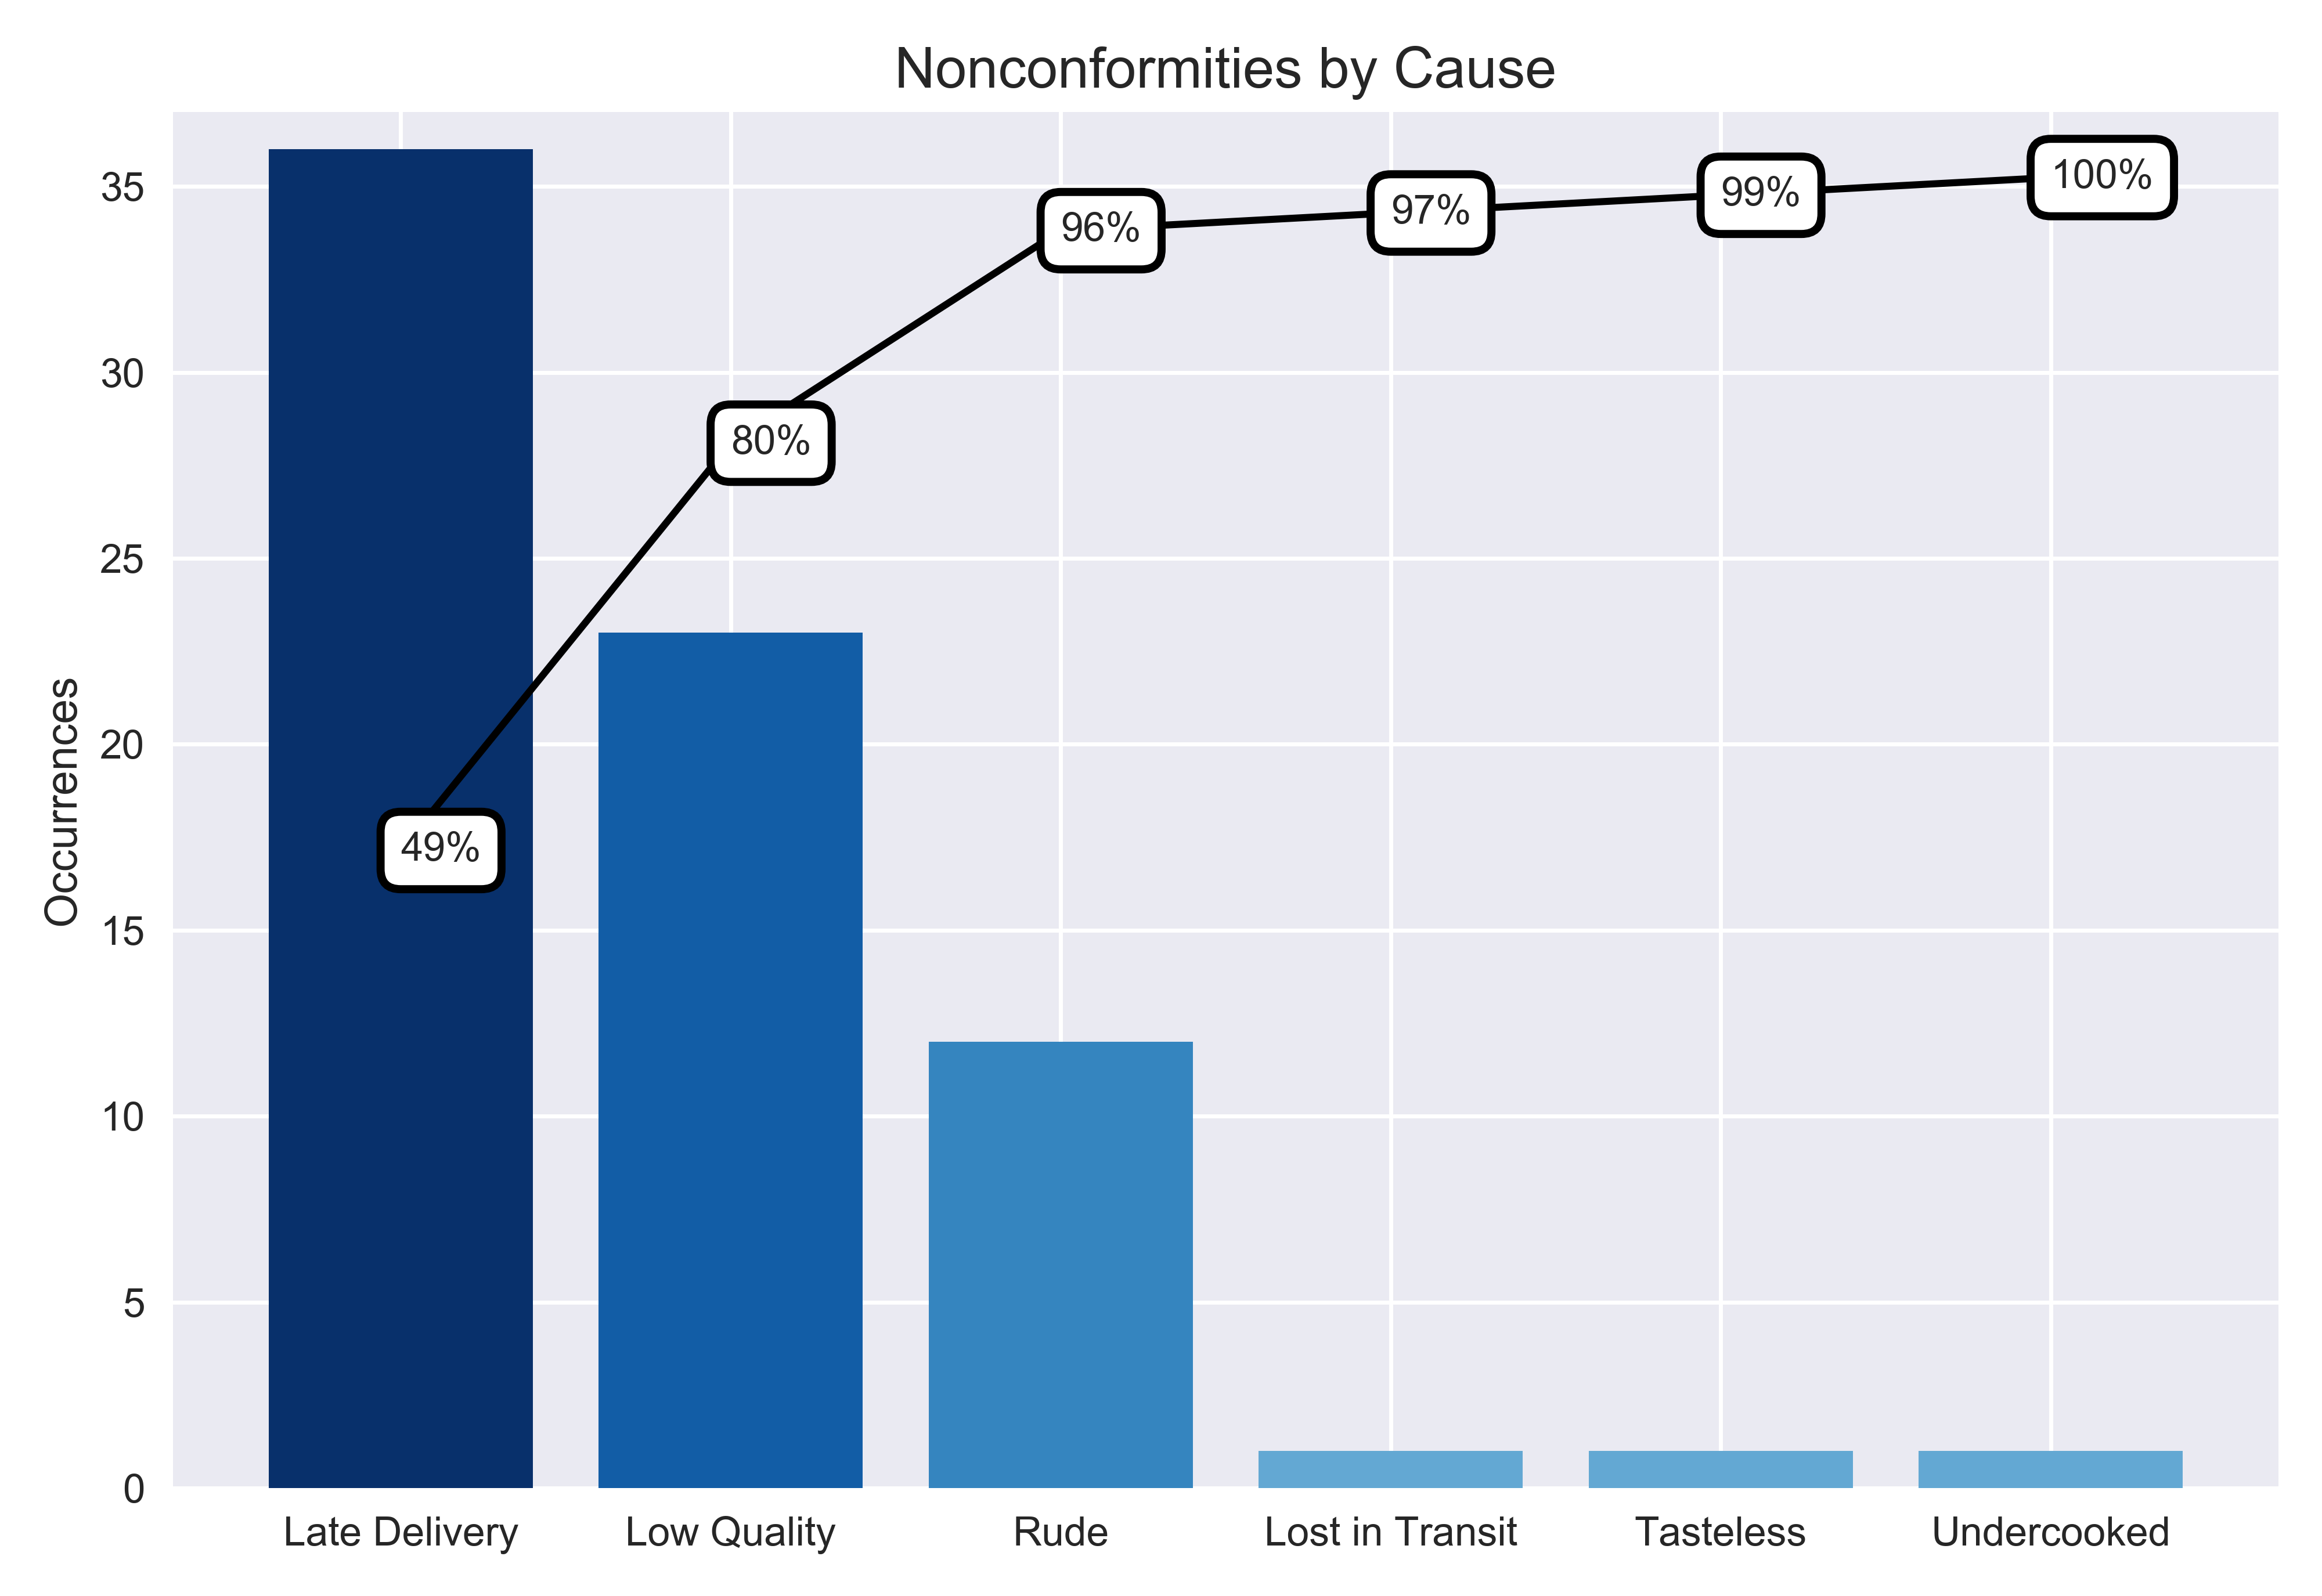 Nonconformities by Cause
Occurrences
35
30
25
20
15
10
5
0
49%
80%
96%
97%
99%
100%
Late Delivery
Low Quality
Rude
Lost in Transit
Tasteless
Undercooked